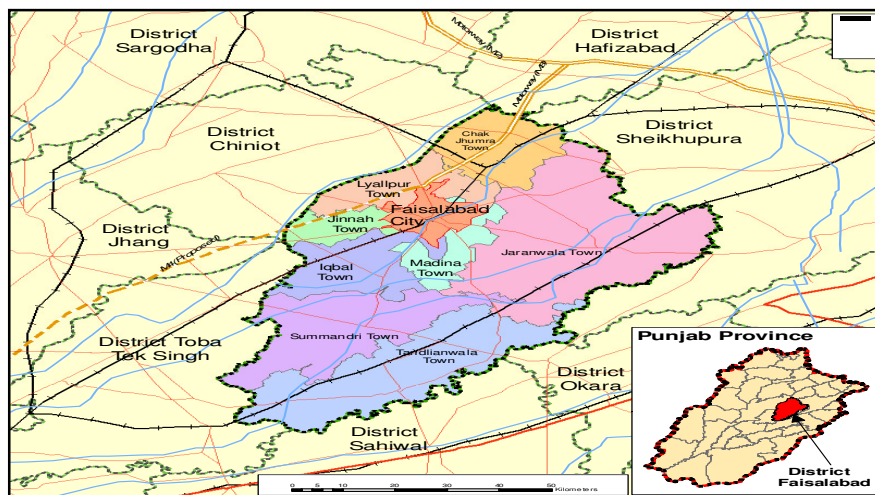 District
Sargodha
District
Hafizabad
Motorway (M2)
Motorway (M3)
Chak
Jhumra
Town
District
Sheikhupura
District
Chiniot
Lyallpur
Town
Faisalabad
City
Jinnah
Town
District
Jhang
M4 (Proposed)
Iqbal
Town
Madina
Town
Jaranwala Town
District Toba
Tek Singh
Summandri Town
Tandlianwala
Town
District
Okara
District
Sahiwal
Punjab Province
District
Faisalabad
0 5 10 20 30 40 50
Kilometers